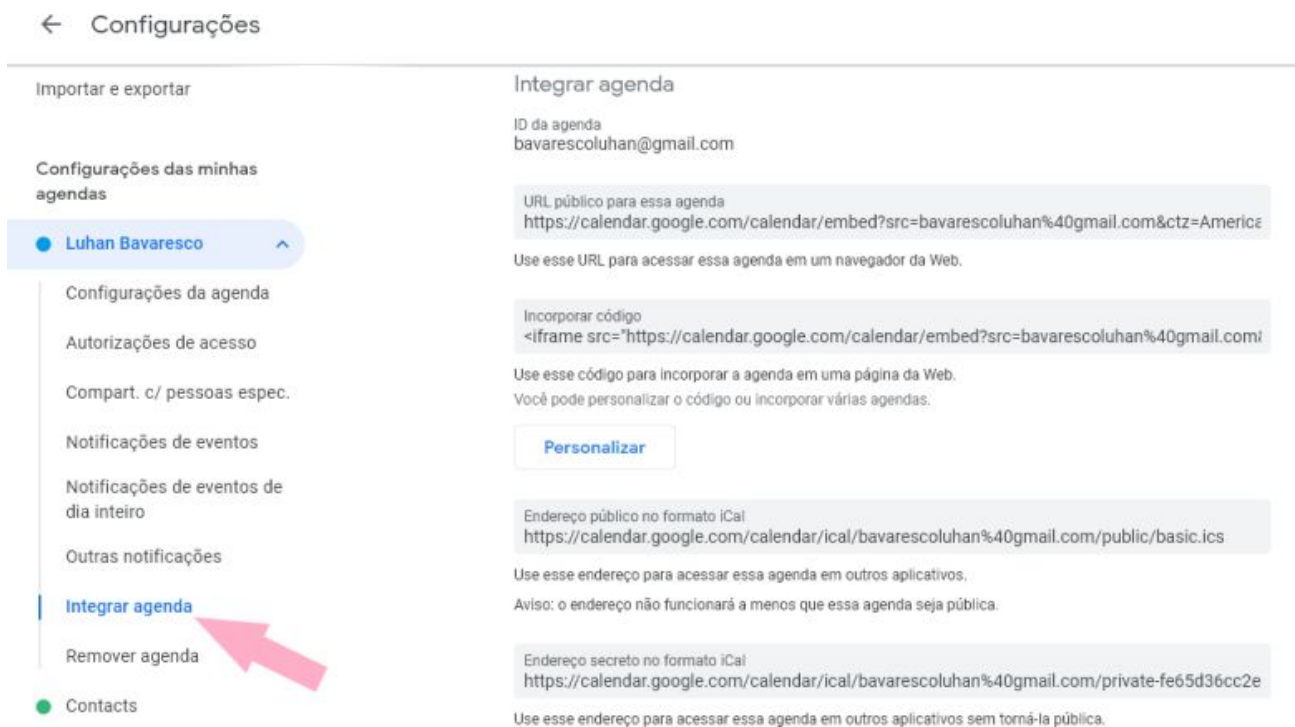 Configurações
Importar e exportar
Configurações das minhas
agendas
Luhan Bavaresco
Configurações da agenda
Autorizações de acesso
Compart. c/ pessoas espec.
Notificações de eventos
Notificações de eventos de
dia inteiro
Outras notificações
Integrar agenda
Remover agenda
Contacts
Integrar agenda
ID da agenda
bavarescoluhan@gmail.com
URL público para essa agenda
https://calendar.google.com/calendar/embed?src=bavarescoluhan%40gmail.com&ctz=America
Use esse URL para acessar essa agenda em um navegador da Web.
Incorporar código
<iframe src="https://calendar.google.com/calendar/embed?src=bavarescoluhan%40gmail.com
Use esse código para incorporar a agenda em uma página da Web.
Você pode personalizar o código ou incorporar várias agendas.
Personalizar
Endereço público no formato iCal
https://calendar.google.com/calendar/ical/bavarescoluhan%40gmail.com/public/basic.ics
Use esse endereço para acessar essa agenda em outros aplicativos.
Aviso: o endereço não funcionará a menos que essa agenda seja pública.
Endereço secreto no formato iCal
https://calendar.google.com/calendar/ical/bavarescoluhan%40gmail.com/private-fe65d36cc2e
Use esse endereço para acessar essa agenda em outros aplicativos sem torná-la pública.